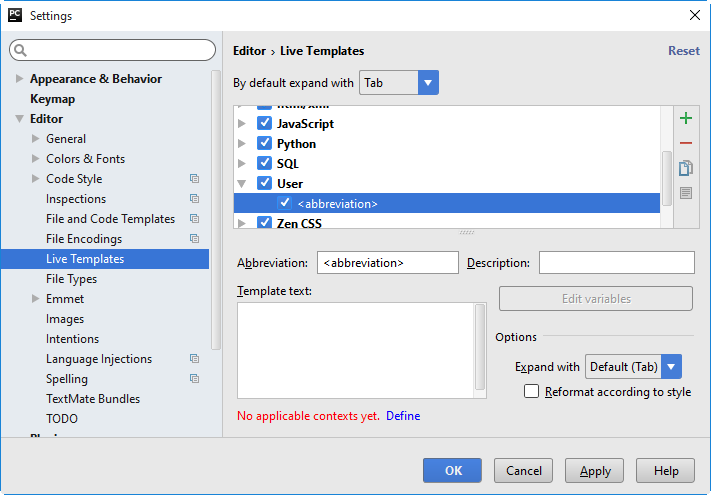 PC Settings
Appearance & Behavior
Keymap
Editor
General
Colors & Fonts
Code Style
Inspections
File and Code Templates
File Encodings
Live Templates
File Types
Emmet
Images
Intentions
Language Injections
Spelling
TextMate Bundles
TODO
Editor › Live Templates
Reset
By default expand with Tab
html/xml
JavaScript
Python
SQL
User
<abbreviation>
Zen CSS
Abbreviation: <abbreviation> Description:
Template text:
Edit variables
Options
Expand with Default (Tab)
Reformat according to style
No applicable contexts yet. Define
OK Cancel Apply Help